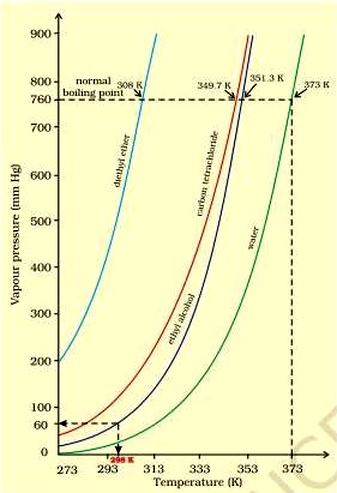 900
800
normal
boiling point
760
308 K
349.7 K
351.3 K
373 K
700
600
500
400
300
200
100
60
0
Vapour pressure (mm Hg)
diethyl ether
carbon tetrachloride
ethyl alcohol
water
298 K
273 293 313 333 353 373
Temperature (K)